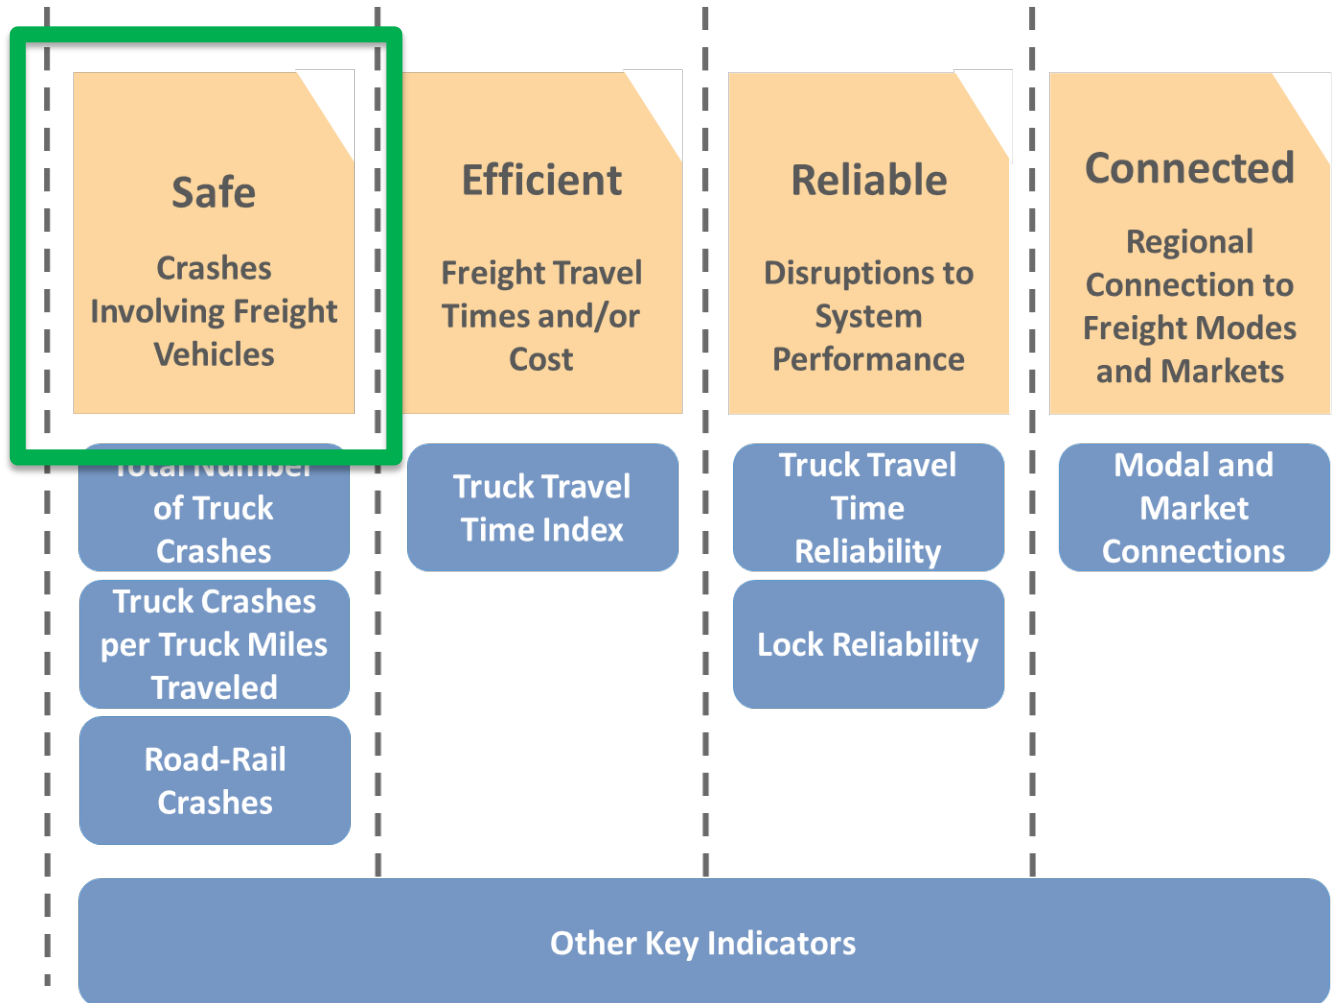 Safe
Crashes
Involving Freight
Vehicles
Total Number
of Truck
Crashes
Truck Crashes
per Truck Miles
Traveled
Road-Rail
Crashes
Efficient
Freight Travel
Times and/or
Cost
Truck Travel
Time Index
Reliable
Disruptions to
System
Performance
Truck Travel
Time
Reliability
Lock Reliability
Connected
Regional
Connection to
Freight Modes
and Markets
Modal and
Market
Connections
Other Key Indicators